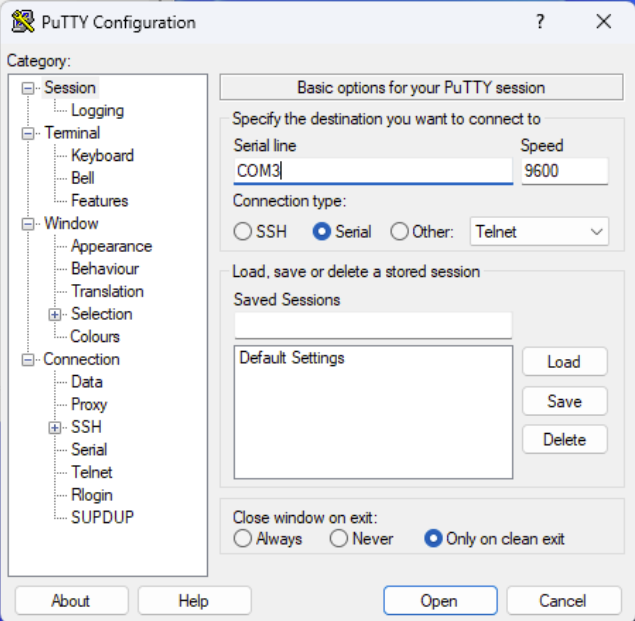 PuTTY Configuration ? ×
Category:
Session
Logging
Terminal
Keyboard
Bell
Features
Window
Appearance
Behaviour
Translation
Selection
Colours
Connection
Data
Proxy
SSH
Serial
Telnet
Rlogin
SUPDUP
Basic options for your PuTTY session
Specify the destination you want to connect to
Serial line Speed
COM3 9600
Connection type:
SSH Serial Other: Telnet
Load, save or delete a stored session
Saved Sessions
Default Settings
Load
Save
Delete
Close window on exit:
Always Never Only on clean exit
About Help Open Cancel